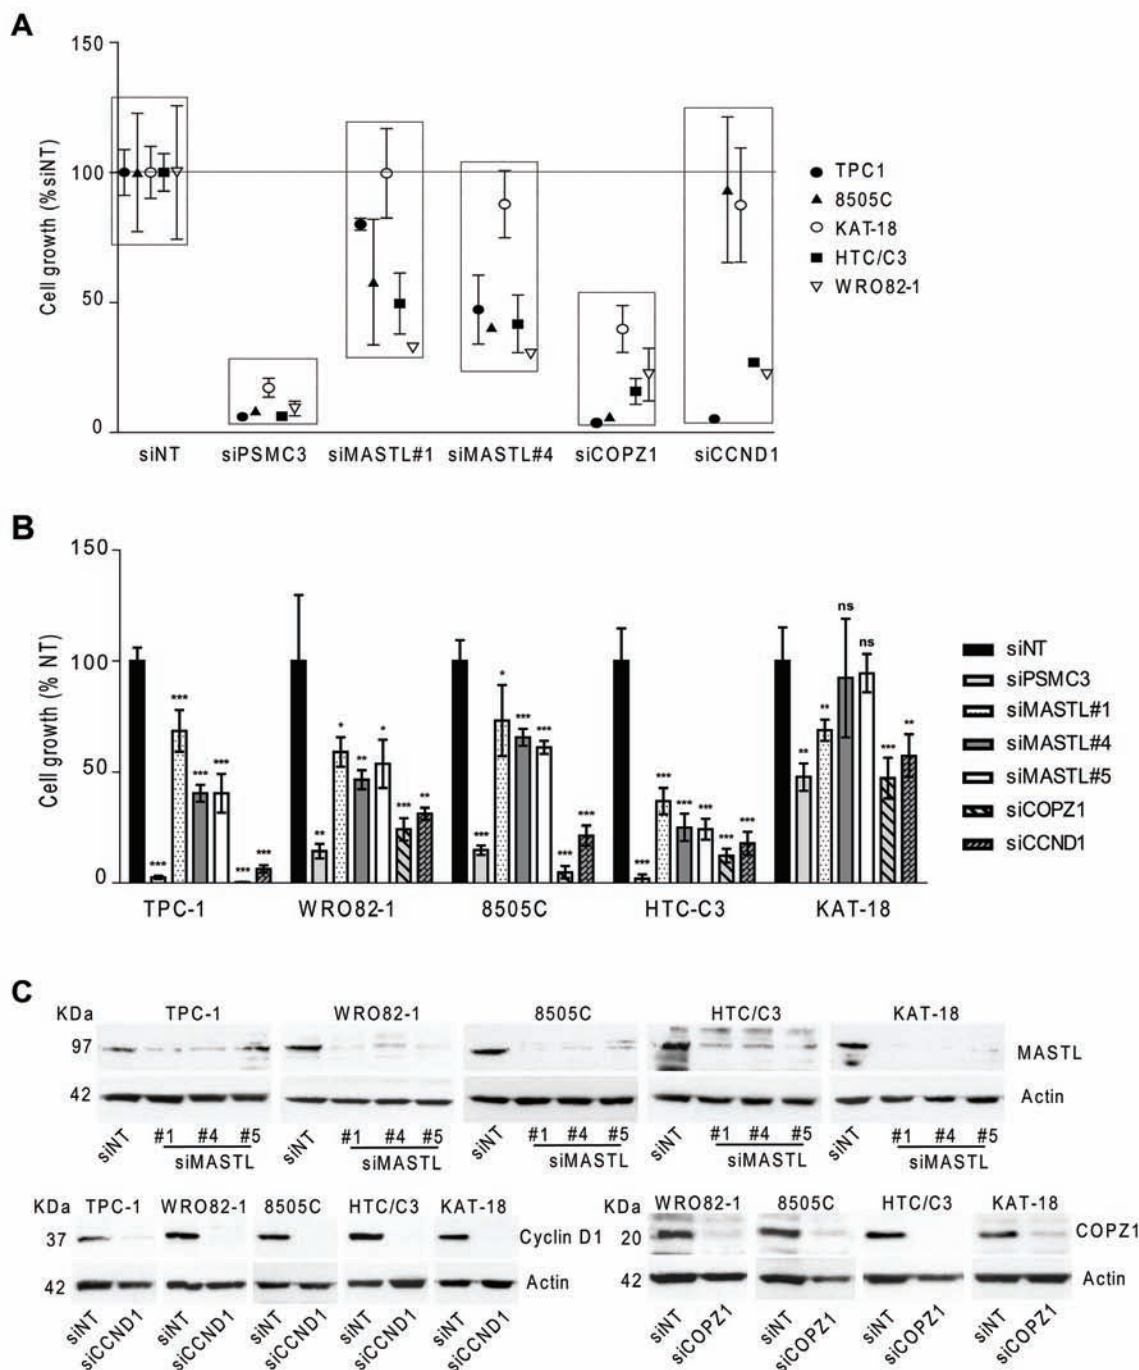 A
150
100
50
0
Cell growth (%siNT)
TPC1
8505C
KAT-18
HTC/C3
WRO82-1
siNT siPSMC3 siMASTL#1 siMASTL#4 siCOPZ1 siCCND1
B
150
100
50
0
Cell growth (% NT)
*** *** *** *** *** ***
** * ** * *** **
*** * *** *** *** ***
*** *** *** *** *** ***
** ** ns ns *** **
siNT
siPSMC3
siMASTL#1
siMASTL#4
siMASTL#5
siCOPZ1
siCCND1
TPC-1 WRO82-1 8505C HTC-C3 KAT-18
C
KDa TPC-1 WRO82-1 8505C HTC/C3 KAT-18
97 MASTL
42 Actin
siNT #1 #4 #5 siNT #1 #4 #5 siNT #1 #4 #5 siNT #1 #4 #5 siNT #1 #4 #5
siMASTL siMASTL siMASTL siMASTL siMASTL
KDa TPC-1 WRO82-1 8505C HTC/C3 KAT-18
37 Cyclin D1
42 Actin
siNT siCCND1 siNT siCCND1 siNT siCCND1 siNT siCCND1 siNT siCCND1
KDa WRO82-1 8505C HTC/C3 KAT-18
20 COPZ1
42 Actin
siNT siCOPZ1 siNT siCOPZ1 siNT siCOPZ1 siNT siCOPZ1